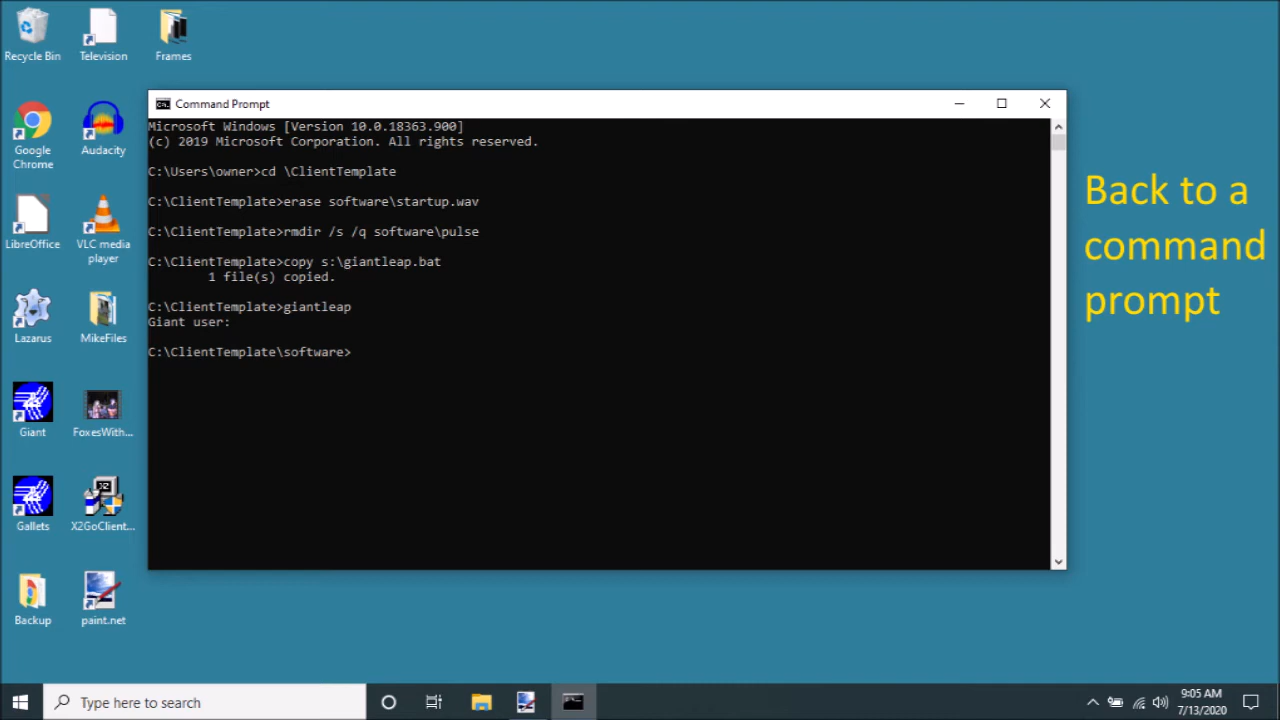 Recycle Bin
Television
Frames
Google
Chrome
Audacity
LibreOffice
VLC media
player
Lazarus
MikeFiles
Giant
FoxesWith...
Gallets
X2GoClient...
Backup
paint.net
Command Prompt
Microsoft Windows [Version 10.0.18363.900]
(c) 2019 Microsoft Corporation. All rights reserved.
C:\Users\owner>cd \ClientTemplate
C:\ClientTemplate>erase software\startup.wav
C:\ClientTemplate>rmdir /s /q software\pulse
C:\ClientTemplate>copy s:\giantleap.bat
1 file(s) copied.
C:\ClientTemplate>giantleap
Giant user:
C:\ClientTemplate\software>
Back to a
command
prompt
Type here to search
9:05 AM
7/13/2020